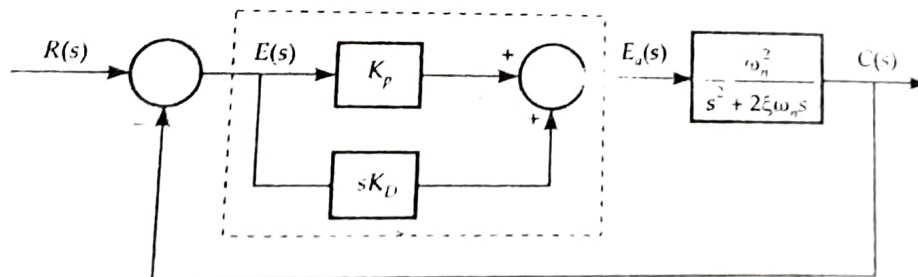 R(s)
E(s)
K_p
+
E_a(s)
ω_n^2
s^2 + 2ξω_n s
C(s)
−
+
sK_D